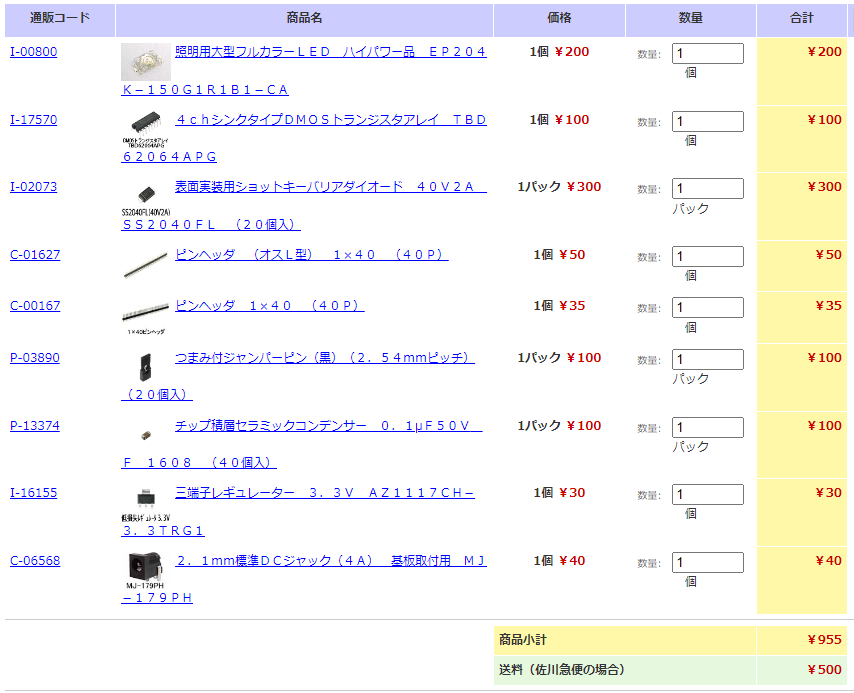 通販コード 商品名 価格 数量 合計
I-00800 照明用大型フルカラーＬＥＤ　ハイパワー品　ＥＰ２０４ 1個 ￥200 数量: 1 ￥200
Ｋ－１５０Ｇ１Ｒ１Ｂ１－ＣＡ 個
I-17570 ４ｃｈシンクタイプＤＭＯＳトランジスタアレイ　ＴＢＤ 1個 ￥100 数量: 1 ￥100
DMOSトランジスタアレイ
TBD62064APG
６２０６４ＡＰＧ 個
I-02073 表面実装用ショットキーバリアダイオード　４０Ｖ２Ａ 1パック ￥300 数量: 1 ￥300
SS2040FL(40V2A)
ＳＳ２０４０ＦＬ　（２０個入） パック
C-01627 ピンヘッダ　（オスＬ型）　１×４０　（４０Ｐ） 1個 ￥50 数量: 1 ￥50
個
C-00167 ピンヘッダ　１×４０　（４０Ｐ） 1個 ￥35 数量: 1 ￥35
1×40ピンヘッダ 個
P-03890 つまみ付ジャンパーピン（黒）（２．５４ｍｍピッチ） 1パック ￥100 数量: 1 ￥100
（２０個入） パック
P-13374 チップ積層セラミックコンデンサー　０．１μＦ５０Ｖ 1パック ￥100 数量: 1 ￥100
Ｆ　１６０８　（４０個入） パック
I-16155 三端子レギュレーター　３．３Ｖ　ＡＺ１１１７ＣＨ－ 1個 ￥30 数量: 1 ￥30
低損失ﾚｷﾞｭﾚｰﾀ 3.3V
３．３ＴＲＧ１ 個
C-06568 ２．１ｍｍ標準ＤＣジャック（４Ａ）　基板取付用　ＭＪ 1個 ￥40 数量: 1 ￥40
MJ-179PH
－１７９ＰＨ 個
商品小計 ￥955
送料（佐川急便の場合） ￥500